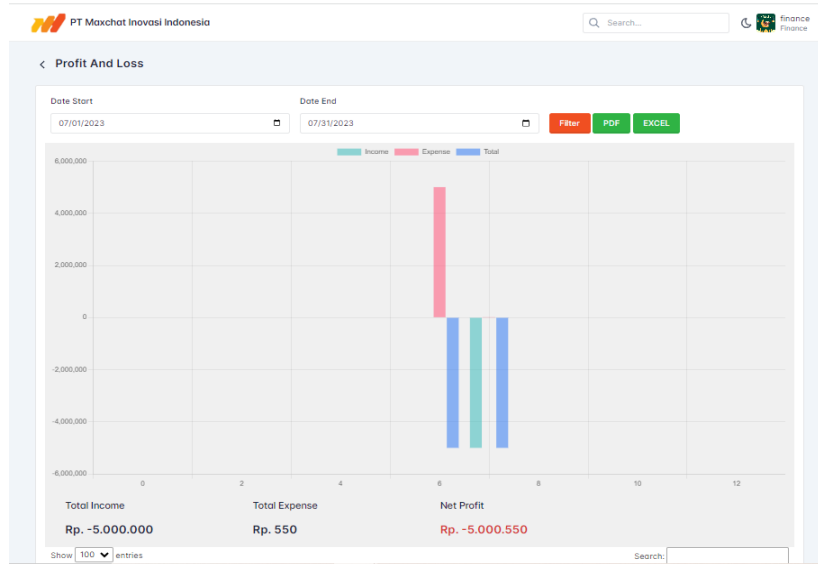 PT Maxchat Inovasi Indonesia
Search...
finance
Finance
Profit And Loss
Date Start
Date End
07/01/2023
07/31/2023
Filter
PDF
EXCEL
Income Expense Total
6,000,000
4,000,000
2,000,000
0
-2,000,000
-4,000,000
-6,000,000
0 2 4 6 8 10 12
Total Income
Total Expense
Net Profit
Rp. -5.000.000
Rp. 550
Rp. -5.000.550
Show 100 entries
Search: